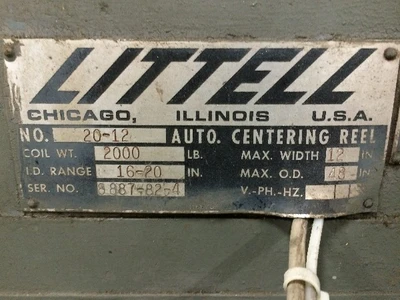 LITTELL
CHICAGO, ILLINOIS U.S.A.
NO. 20-12 AUTO. CENTERING REEL
COIL WT. 2000 LB. MAX. WIDTH 12 IN.
I.D. RANGE 16-20 IN. MAX. O.D. 48 IN.
SER. NO. V.-PH.-HZ.